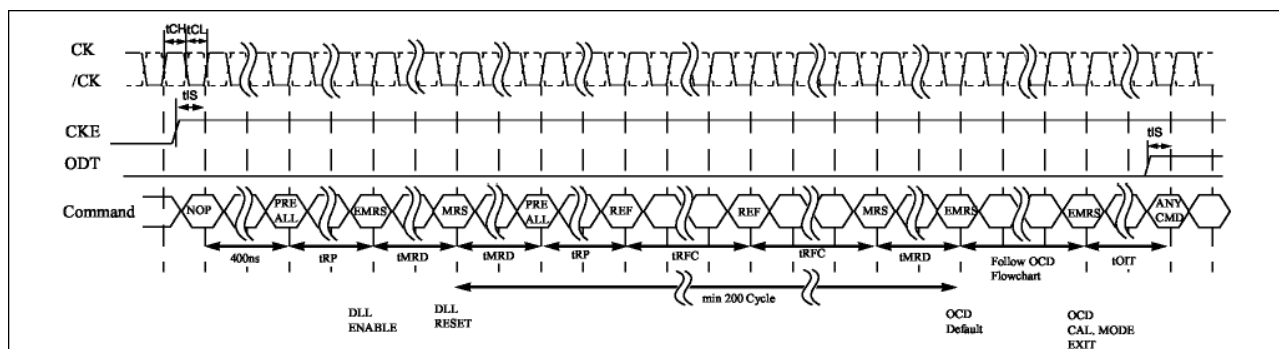 tCH tCL
CK
/CK
tIS
CKE
tIS
ODT
Command
NOP
PRE
ALL
EMRS
MRS
PRE
ALL
REF
REF
MRS
EMRS
EMRS
ANY
CMD
400ns
tRP
tMRD
tMRD
tRP
tRFC
tRFC
tMRD
Follow OCD
Flowchart
tOIT
min 200 Cycle
DLL
ENABLE
DLL
RESET
OCD
Default
OCD
CAL. MODE
EXIT